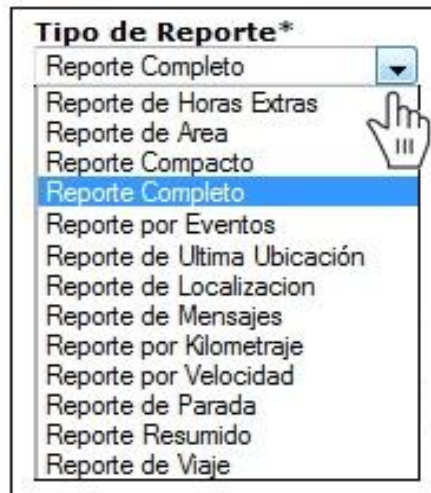 Tipo de Reporte*
Reporte Completo
Reporte de Horas Extras
Reporte de Area
Reporte Compacto
Reporte Completo
Reporte por Eventos
Reporte de Ultima Ubicación
Reporte de Localizacion
Reporte de Mensajes
Reporte por Kilometraje
Reporte por Velocidad
Reporte de Parada
Reporte Resumido
Reporte de Viaje